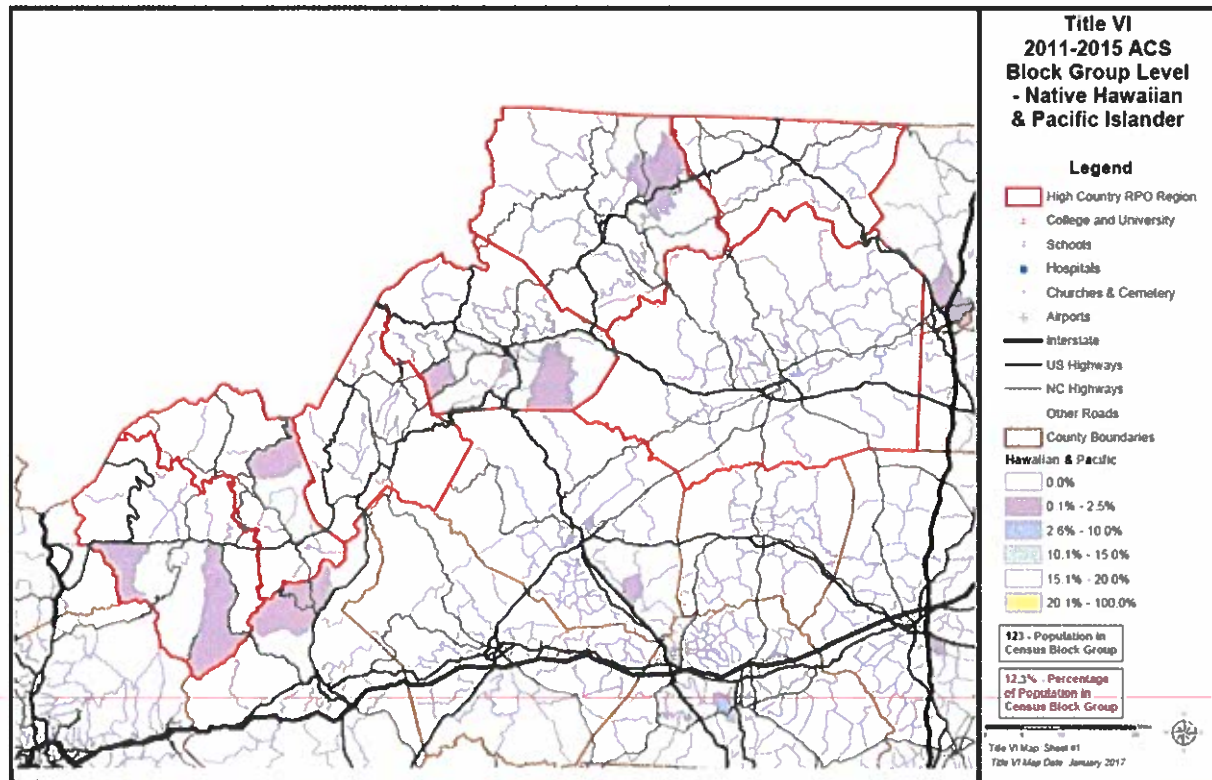 Title VI
2011-2015 ACS
Block Group Level
- Native Hawaiian
& Pacific Islander
Legend
High Country RPO Region
College and University
Schools
Hospitals
Churches & Cemetery
Airports
Interstate
US Highways
NC Highways
Other Roads
County Boundaries
Hawaiian & Pacific
0.0%
0.1% - 2.5%
2.6% - 10.0%
10.1% - 15.0%
15.1% - 20.0%
20.1% - 100.0%
123 - Population in
Census Block Group
12.3% - Percentage
of Population in
Census Block Group
Title VI Map Sheet #1
Title VI Map Date January 2017